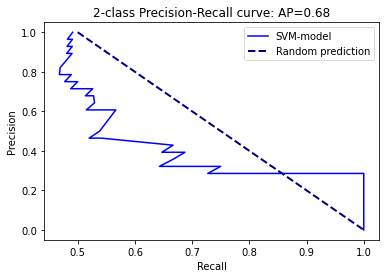 2-class Precision-Recall curve: AP=0.68
SVM-model
Random prediction
Precision
1.0
0.8
0.6
0.4
0.2
0.0
0.5
0.6
0.7
0.8
0.9
1.0
Recall